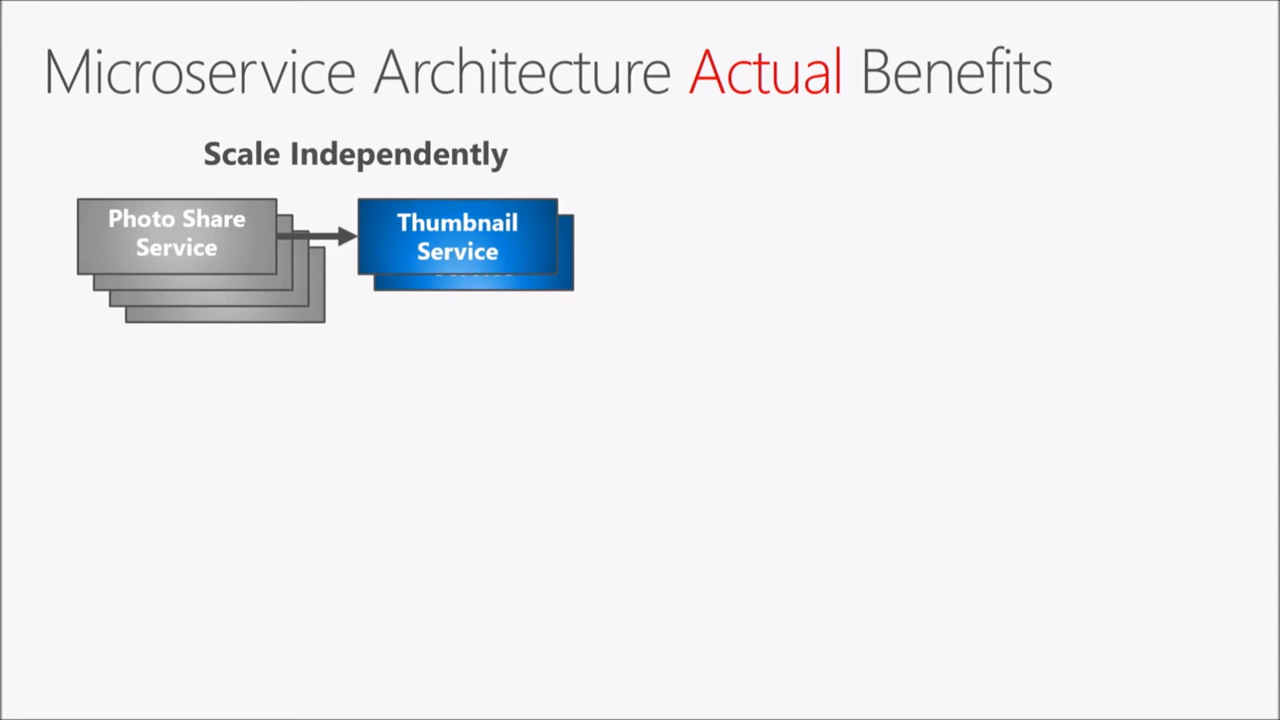 Microservice Architecture Actual Benefits
Scale Independently
Photo Share
Service
Thumbnail
Service